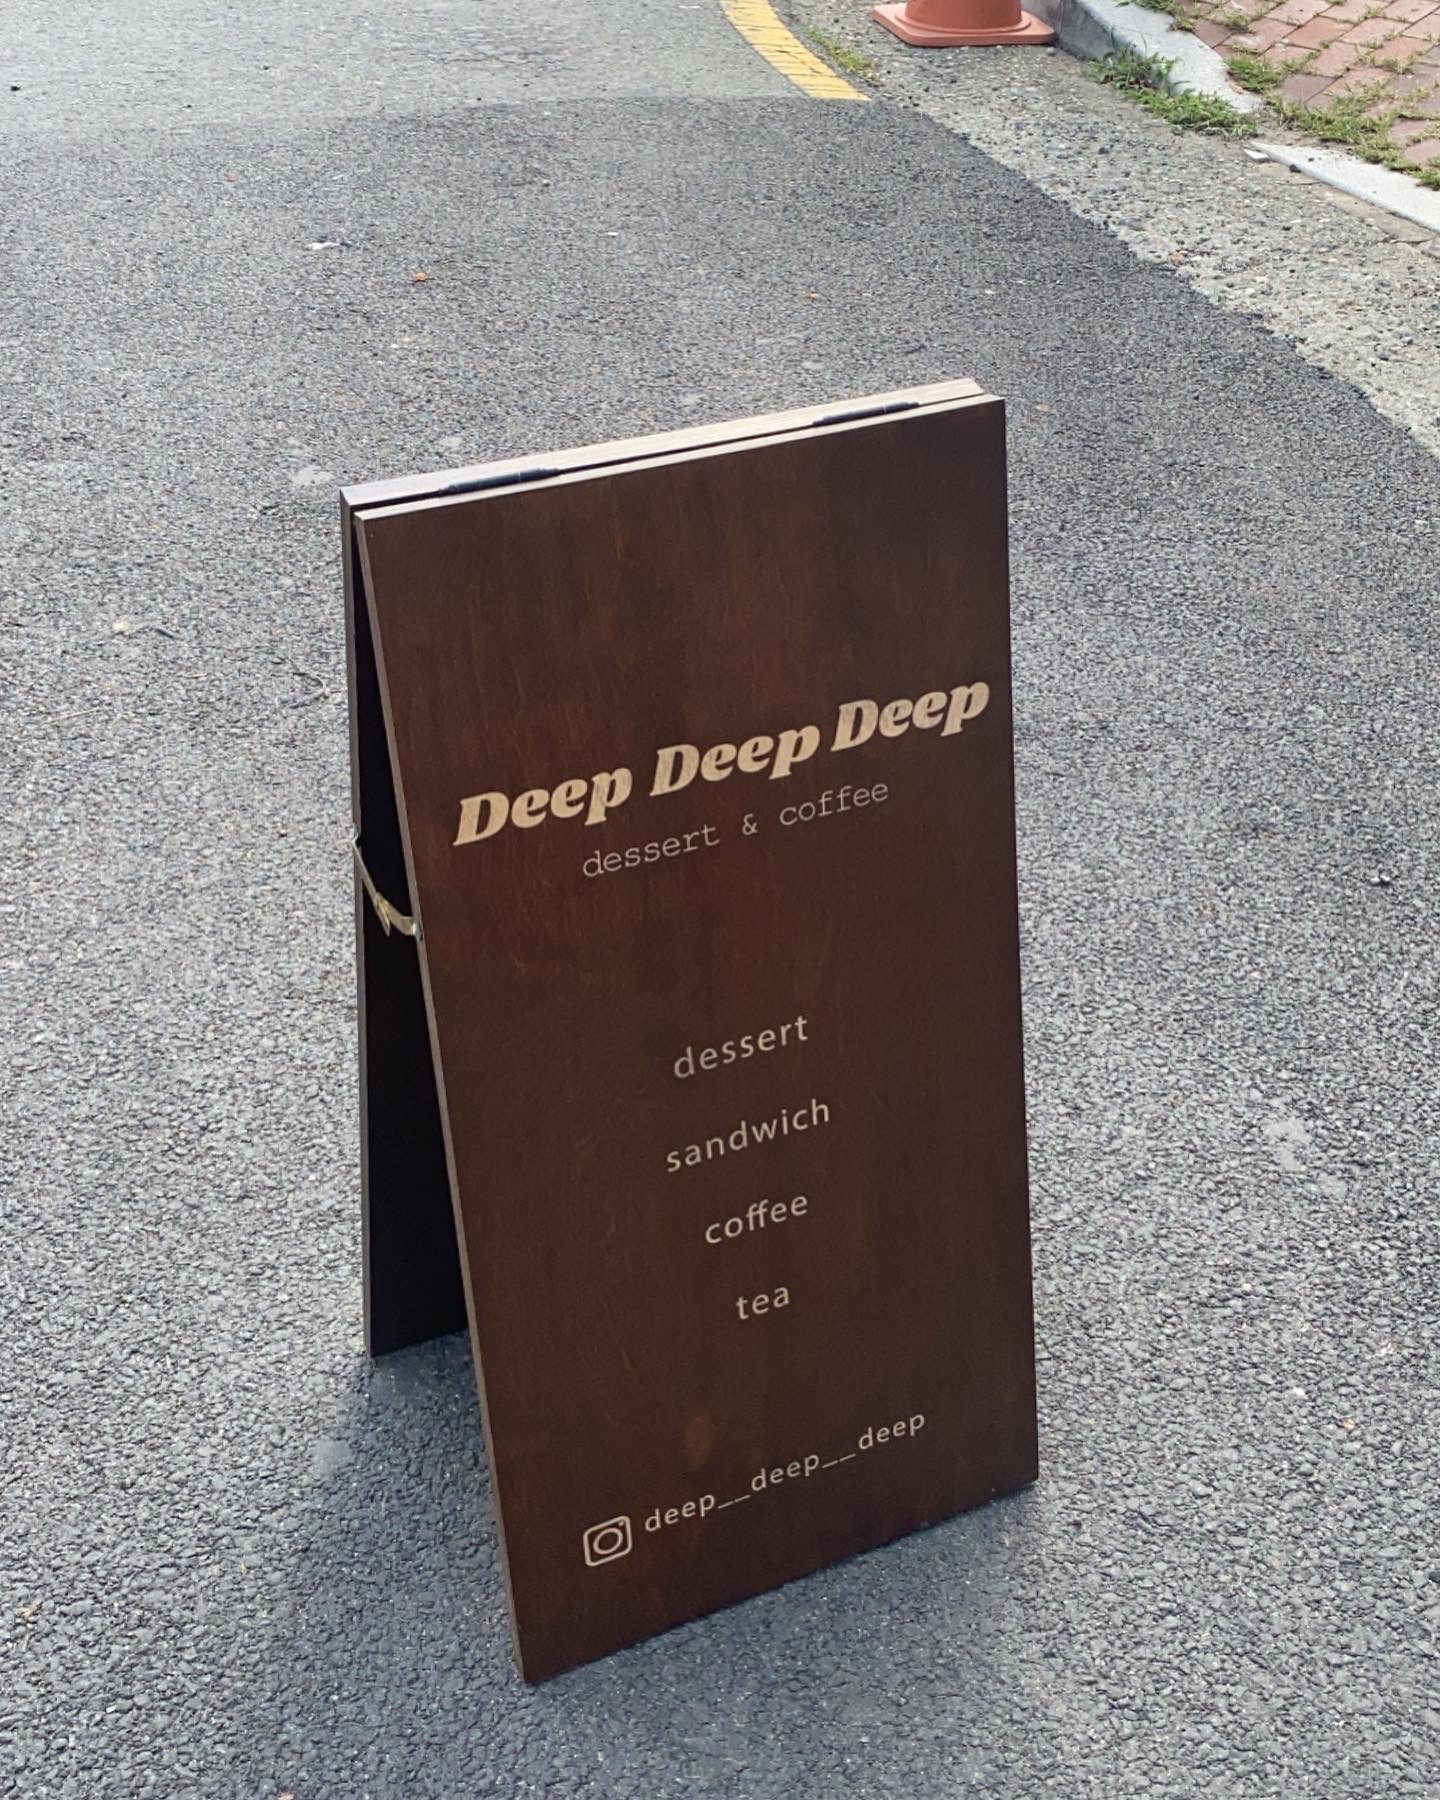 Deep Deep Deep
dessert & coffee
dessert
sandwich
coffee
tea
deep__deep__deep